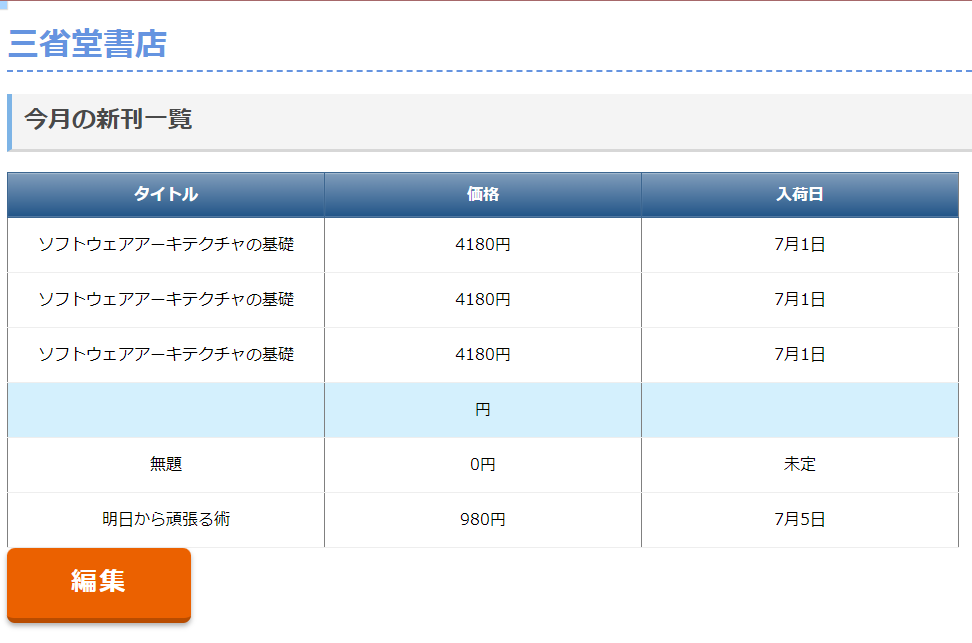 三省堂書店
今月の新刊一覧
タイトル 価格 入荷日
ソフトウェアアーキテクチャの基礎 4180円 7月1日
ソフトウェアアーキテクチャの基礎 4180円 7月1日
ソフトウェアアーキテクチャの基礎 4180円 7月1日
円
無題 0円 未定
明日から頑張る術 980円 7月5日
編集